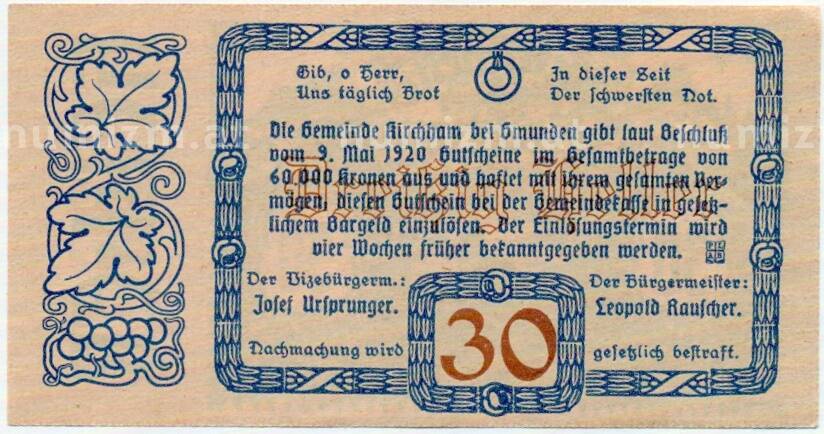 Gib, o Herr,
Uns täglich Brot
In dieser Zeit
Der schwersten Not.
Die Gemeinde Kirchham bei Gmunden gibt laut Beschluß
vom 9. Mai 1920 Gutscheine im Gesamtbetrage von
60.000 Kronen aus und haftet mit ihrem gesamten Ver-
mögen, diesen Gutschein bei der Gemeindekasse in gesetz-
lichem Bargeld einzulösen. Der Einlösungstermin wird
vier Wochen früher bekanntgegeben werden.
Dreißig Heller
Der Vizebürgerm.:
Josef Ursprunger.
Der Bürgermeister:
Leopold Rauscher.
30
Nachmachung wird
gesetzlich bestraft.